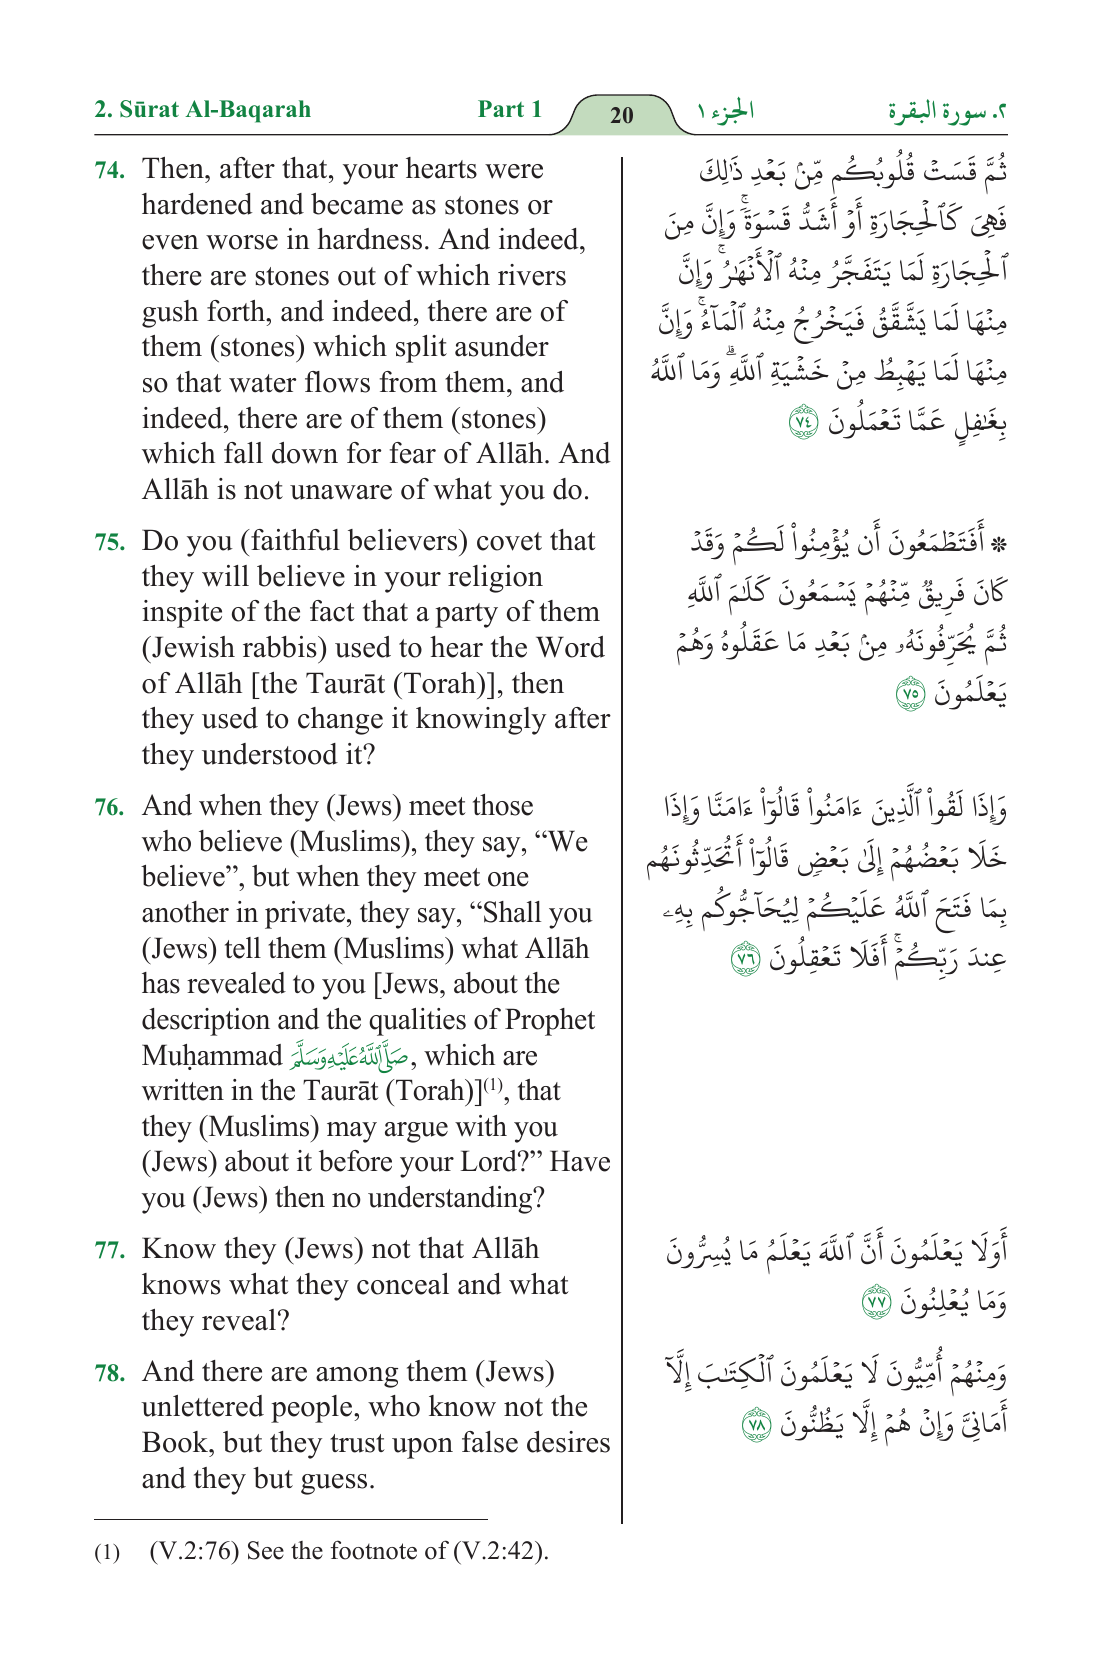 2. Sūrat Al-Baqarah Part 1 20 الجزء ١ ٢. سورة البقرة
74. Then, after that, your hearts were
hardened and became as stones or
even worse in hardness. And indeed,
there are stones out of which rivers
gush forth, and indeed, there are of
them (stones) which split asunder
so that water flows from them, and
indeed, there are of them (stones)
which fall down for fear of Allāh. And
Allāh is not unaware of what you do.
ثُمَّ قَسَتْ قُلُوبُكُم مِّنۢ بَعْدِ ذَٰلِكَ
فَهِىَ كَٱلْحِجَارَةِ أَوْ أَشَدُّ قَسْوَةً ۚ وَإِنَّ مِنَ
ٱلْحِجَارَةِ لَمَا يَتَفَجَّرُ مِنْهُ ٱلْأَنْهَٰرُ ۚ وَإِنَّ
مِنْهَا لَمَا يَشَّقَّقُ فَيَخْرُجُ مِنْهُ ٱلْمَآءُ ۚ وَإِنَّ
مِنْهَا لَمَا يَهْبِطُ مِنْ خَشْيَةِ ٱللَّهِ ۗ وَمَا ٱللَّهُ
بِغَٰفِلٍ عَمَّا تَعْمَلُونَ ٧٤
75. Do you (faithful believers) covet that
they will believe in your religion
inspite of the fact that a party of them
(Jewish rabbis) used to hear the Word
of Allāh [the Taurāt (Torah)], then
they used to change it knowingly after
they understood it?
۞ أَفَتَطْمَعُونَ أَن يُؤْمِنُوا۟ لَكُمْ وَقَدْ
كَانَ فَرِيقٌ مِّنْهُمْ يَسْمَعُونَ كَلَٰمَ ٱللَّهِ
ثُمَّ يُحَرِّفُونَهُۥ مِنۢ بَعْدِ مَا عَقَلُوهُ وَهُمْ
يَعْلَمُونَ ٧٥
76. And when they (Jews) meet those
who believe (Muslims), they say, “We
believe”, but when they meet one
another in private, they say, “Shall you
(Jews) tell them (Muslims) what Allāh
has revealed to you [Jews, about the
description and the qualities of Prophet
Muḥammad صَلَّى اللَّهُ عَلَيْهِ وَسَلَّمَ, which are
written in the Taurāt (Torah)](1), that
they (Muslims) may argue with you
(Jews) about it before your Lord?” Have
you (Jews) then no understanding?
وَإِذَا لَقُوا۟ ٱلَّذِينَ ءَامَنُوا۟ قَالُوٓا۟ ءَامَنَّا وَإِذَا
خَلَا بَعْضُهُمْ إِلَىٰ بَعْضٍ قَالُوٓا۟ أَتُحَدِّثُونَهُم
بِمَا فَتَحَ ٱللَّهُ عَلَيْكُمْ لِيُحَآجُّوكُم بِهِۦ
عِندَ رَبِّكُمْ ۚ أَفَلَا تَعْقِلُونَ ٧٦
77. Know they (Jews) not that Allāh
knows what they conceal and what
they reveal?
أَوَلَا يَعْلَمُونَ أَنَّ ٱللَّهَ يَعْلَمُ مَا يُسِرُّونَ
وَمَا يُعْلِنُونَ ٧٧
78. And there are among them (Jews)
unlettered people, who know not the
Book, but they trust upon false desires
and they but guess.
وَمِنْهُمْ أُمِّيُّونَ لَا يَعْلَمُونَ ٱلْكِتَٰبَ إِلَّآ
أَمَانِىَّ وَإِنْ هُمْ إِلَّا يَظُنُّونَ ٧٨
(1) (V.2:76) See the footnote of (V.2:42).